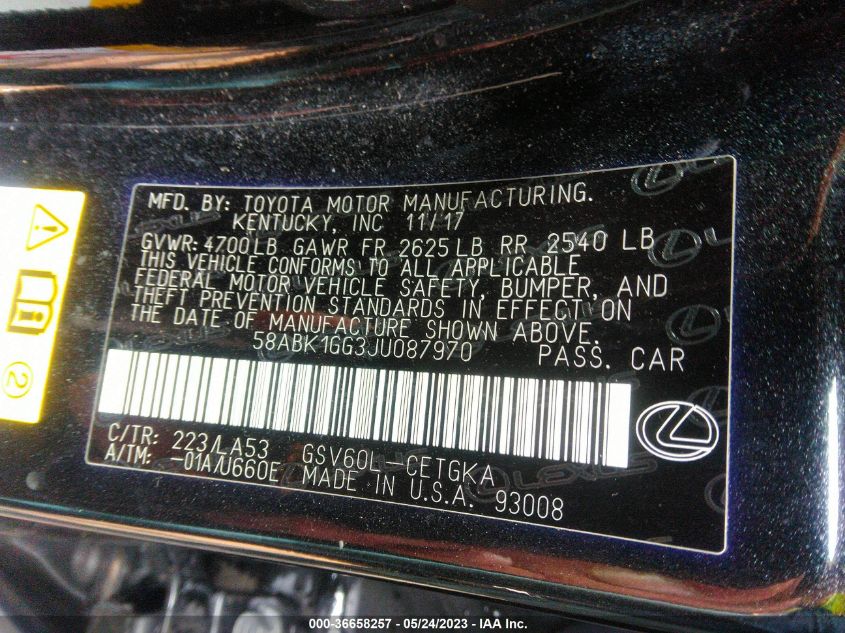 MFD. BY: TOYOTA MOTOR MANUFACTURING.
KENTUCKY, INC 11/17
GVWR: 4700LB GAWR FR 2625LB RR 2540 LB
THIS VEHICLE CONFORMS TO ALL APPLICABLE
FEDERAL MOTOR VEHICLE SAFETY, BUMPER, AND
THEFT PREVENTION STANDARDS IN EFFECT ON
THE DATE OF MANUFACTURE SHOWN ABOVE.
58ABK1GG3JU087970 PASS. CAR
C/TR: 223/LA53 GSV60L-CETGKA
A/TM: -01A/U660E MADE IN U.S.A. 93008
LEXUS
2
000-36658257 - 05/24/2023 - IAA Inc.